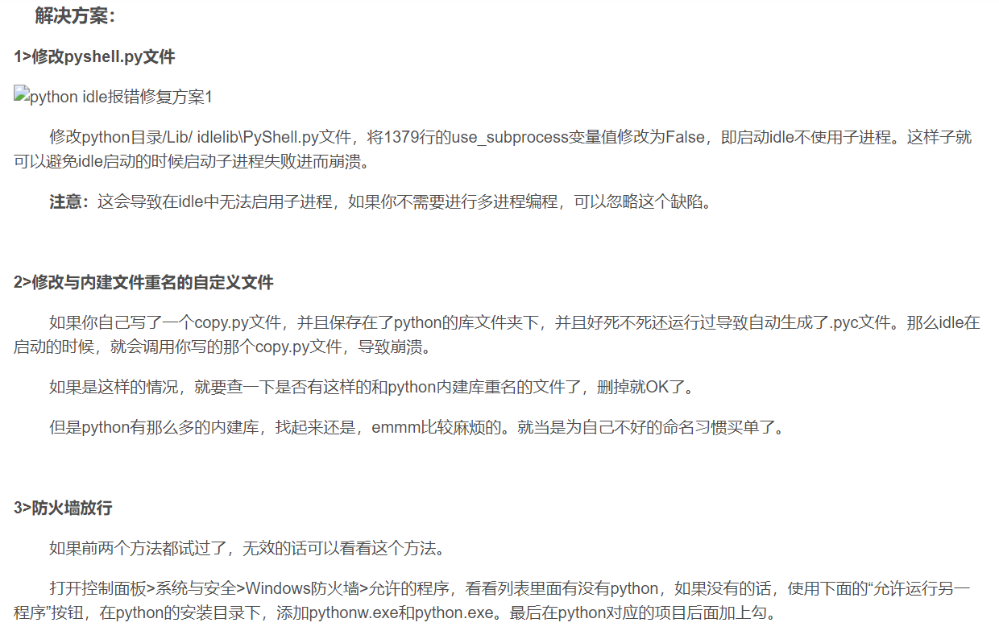 解决方案：
1>修改pyshell.py文件
python idle报错修复方案1
修改python目录/Lib/ idlelib\PyShell.py文件，将1379行的use_subprocess变量值修改为False，即启动idle不使用子进程。这样子就
可以避免idle启动的时候启动子进程失败进而崩溃。
注意：这会导致在idle中无法启用子进程，如果你不需要进行多进程编程，可以忽略这个缺陷。
2>修改与内建文件重名的自定义文件
如果你自己写了一个copy.py文件，并且保存在了python的库文件夹下，并且好死不死还运行过导致自动生成了.pyc文件。那么idle在
启动的时候，就会调用你写的那个copy.py文件，导致崩溃。
如果是这样的情况，就要查一下是否有这样的和python内建库重名的文件了，删掉就OK了。
但是python有那么多的内建库，找起来还是，emmm比较麻烦的。就当是为自己不好的命名习惯买单了。
3>防火墙放行
如果前两个方法都试过了，无效的话可以看看这个方法。
打开控制面板>系统与安全>Windows防火墙>允许的程序，看看列表里面有没有python，如果没有的话，使用下面的“允许运行另一
程序”按钮，在python的安装目录下，添加pythonw.exe和python.exe。最后在python对应的项目后面加上勾。